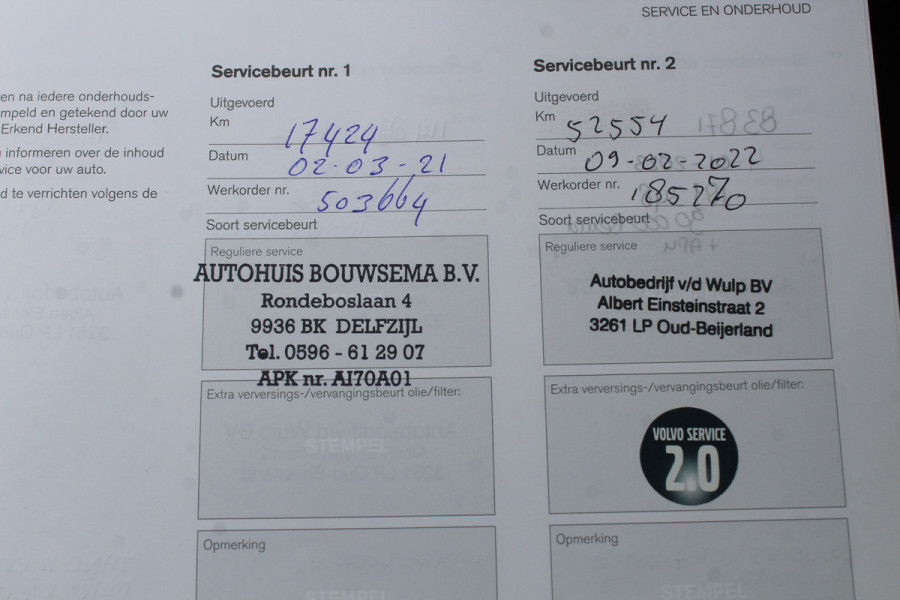 SERVICE EN ONDERHOUD
en na iedere onderhouds-
mpeld en getekend door uw
Erkend Hersteller.
informeren over de inhoud
vice voor uw auto.
d te verrichten volgens de
Servicebeurt nr. 1
Uitgevoerd
Km 17424
Datum 02-03-21
Werkorder nr. 503664
Soort servicebeurt
Reguliere service
AUTOHUIS BOUWSEMA B.V.
Rondeboslaan 4
9936 BK DELFZIJL
Tel. 0596 - 61 29 07
APK nr. AI70A01
Extra verversings-/vervangingsbeurt olie/filter:
STEMPEL
Opmerking
STEMPEL
Servicebeurt nr. 2
Uitgevoerd
Km 52554
Datum 09-02-2022
Werkorder nr. 185270
Soort servicebeurt
Reguliere service
Autobedrijf v/d Wulp BV
Albert Einsteinstraat 2
3261 LP Oud-Beijerland
Extra verversings-/vervangingsbeurt olie/filter:
VOLVO SERVICE
2.0
Opmerking
STEMPEL